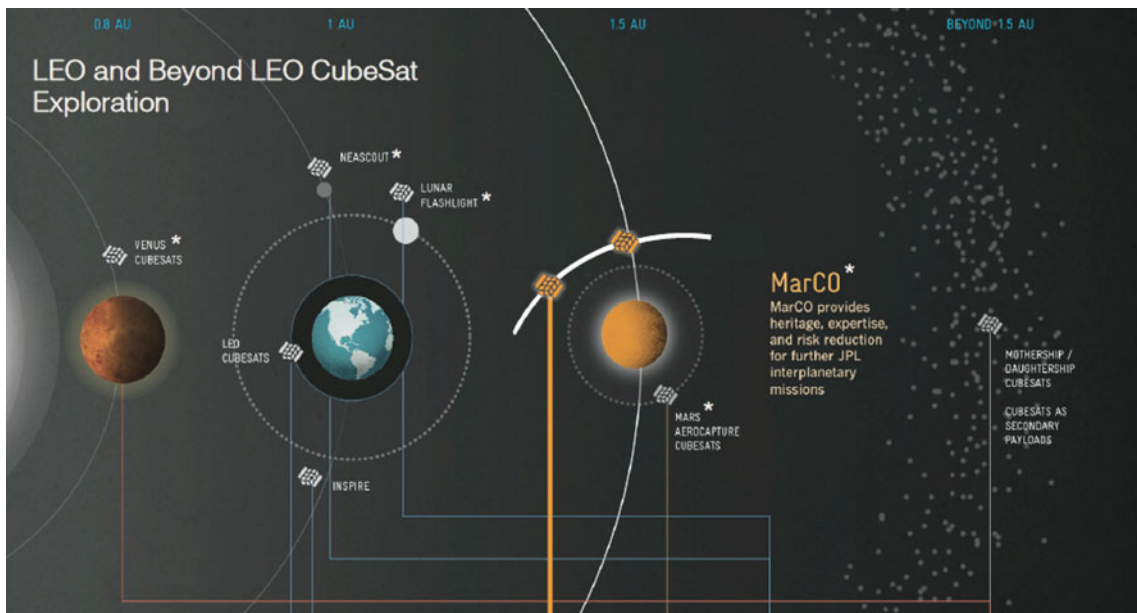 0.8 AU
1 AU
1.5 AU
BEYOND 1.5 AU
LEO and Beyond LEO CubeSat
Exploration
NEASCOUT *
LUNAR
FLASHLIGHT *
VENUS *
CUBESATS
LEO
CUBESATS
INSPIRE
MarCO *
MarCO provides
heritage, expertise,
and risk reduction
for further JPL
interplanetary
missions
MARS *
AEROCAPTURE
CUBESATS
MOTHERSHIP /
DAUGHTERSHIP
CUBESATS
CUBESATS AS
SECONDARY
PAYLOADS